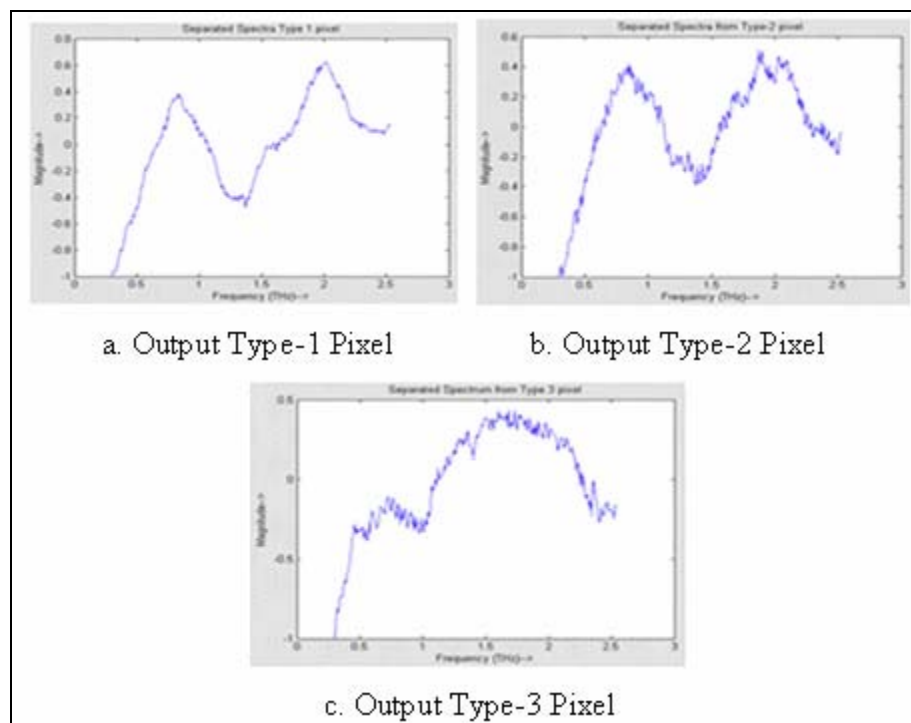 Separated Spectra Type 1 pixel
0.8
0.6
0.4
0.2
0
-0.2
-0.4
-0.6
-0.8
-1
0 0.5 1 1.5 2 2.5 3
Magnitude-->
Frequency (THz)-->
a. Output Type-1 Pixel
Separated Spectra from Type-2 pixel
0.6
0.4
0.2
0
-0.2
-0.4
-0.6
-0.8
-1
0 0.5 1 1.5 2 2.5 3
Magnitude-->
Frequency (THz)-->
b. Output Type-2 Pixel
Separated Spectrum from Type 3 pixel
0.5
0
-0.5
-1
0 0.5 1 1.5 2 2.5 3
Magnitude-->
Frequency (THz)-->
c. Output Type-3 Pixel